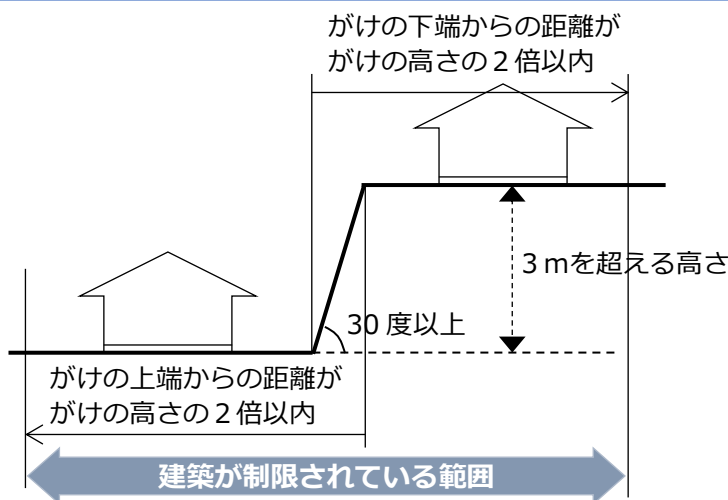 がけの下端からの距離が
がけの高さの２倍以内
３ｍを超える高さ
30 度以上
がけの上端からの距離が
がけの高さの２倍以内
建築が制限されている範囲